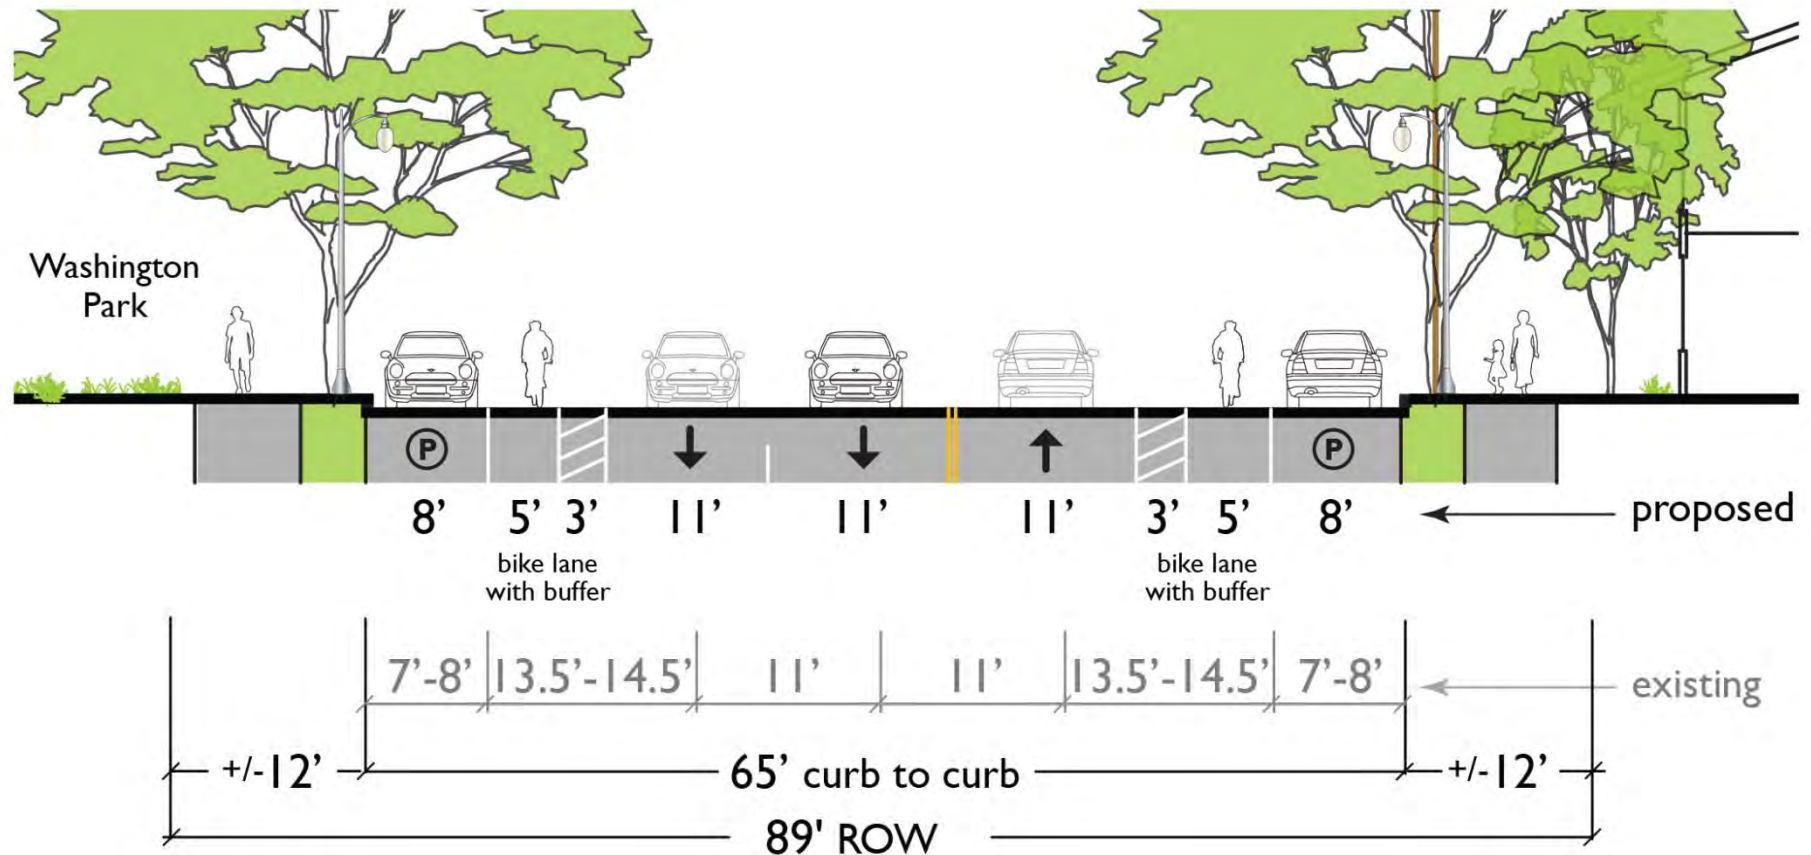 Washington
Park
P P
8’ 5’ 3’ 11’ 11’ 11’ 3’ 5’ 8’ proposed
bike lane bike lane
with buffer with buffer
7’-8’ 13.5’-14.5’ 11’ 11’ 13.5’-14.5’ 7’-8’ existing
+/-12’ 65’ curb to curb +/-12’
89' ROW